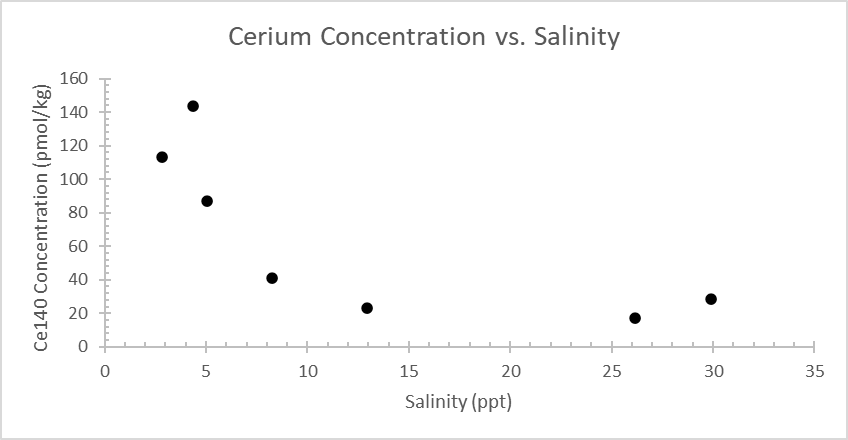 Cerium Concentration vs. Salinity
Ce140 Concentration (pmol/kg)
160
140
120
100
80
60
40
20
0
0 5 10 15 20 25 30 35
Salinity (ppt)